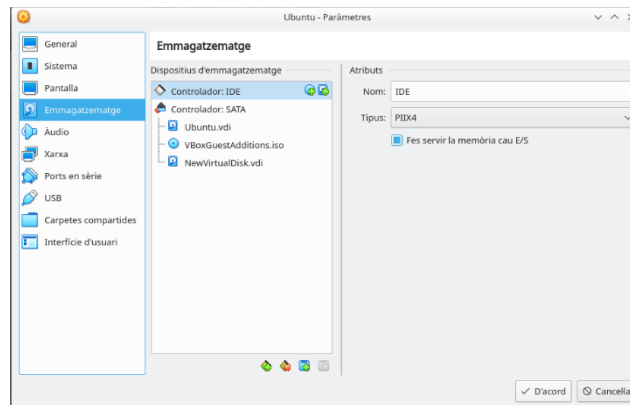 Ubuntu - Paràmetres
General
Sistema
Pantalla
Emmagatzematge
Àudio
Xarxa
Ports en sèrie
USB
Carpetes compartides
Interfície d'usuari
Emmagatzematge
Dispositius d'emmagatzematge
Controlador: IDE
Controlador: SATA
Ubuntu.vdi
VBoxGuestAdditions.iso
NewVirtualDisk.vdi
Atributs
Nom: IDE
Tipus: PIIX4
Fes servir la memòria cau E/S
D'acord
Cancel·la